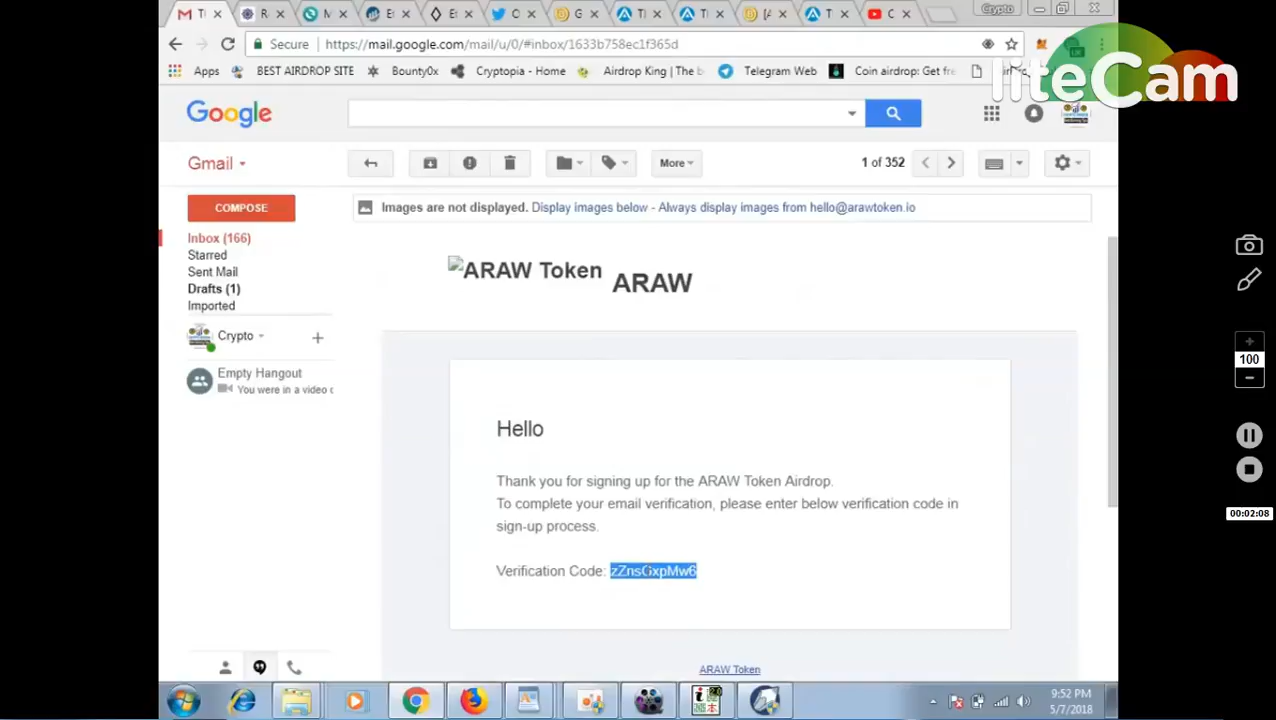 Crypto
Secure https://mail.google.com/mail/u/0/#inbox/1633b758ec1f365d
Apps BEST AIRDROP SITE Bounty0x Cryptopia - Home Airdrop King | The b Telegram Web Coin airdrop: Get fre
liteCam
Google
Gmail More 1 of 352
COMPOSE
Images are not displayed. Display images below - Always display images from hello@arawtoken.io
Inbox (166)
Starred
Sent Mail
Drafts (1)
Imported
ARAW Token ARAW
Crypto
Empty Hangout
You were in a video c
100
Hello
Thank you for signing up for the ARAW Token Airdrop.
To complete your email verification, please enter below verification code in
sign-up process.
Verification Code: zZnsGxpMw6
00:02:08
ARAW Token
9:52 PM
5/7/2018